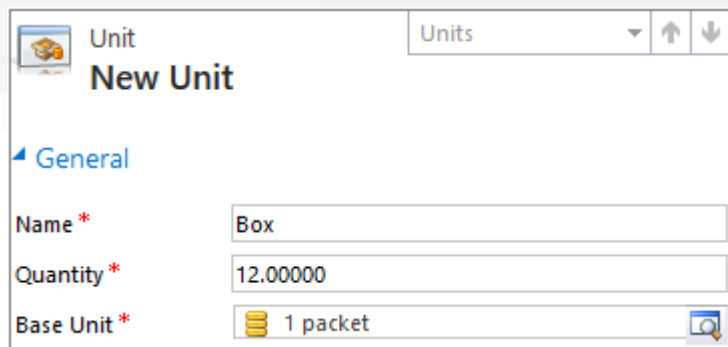 Unit
Units
New Unit
General
Name *
Box
Quantity *
12.00000
Base Unit *
1 packet